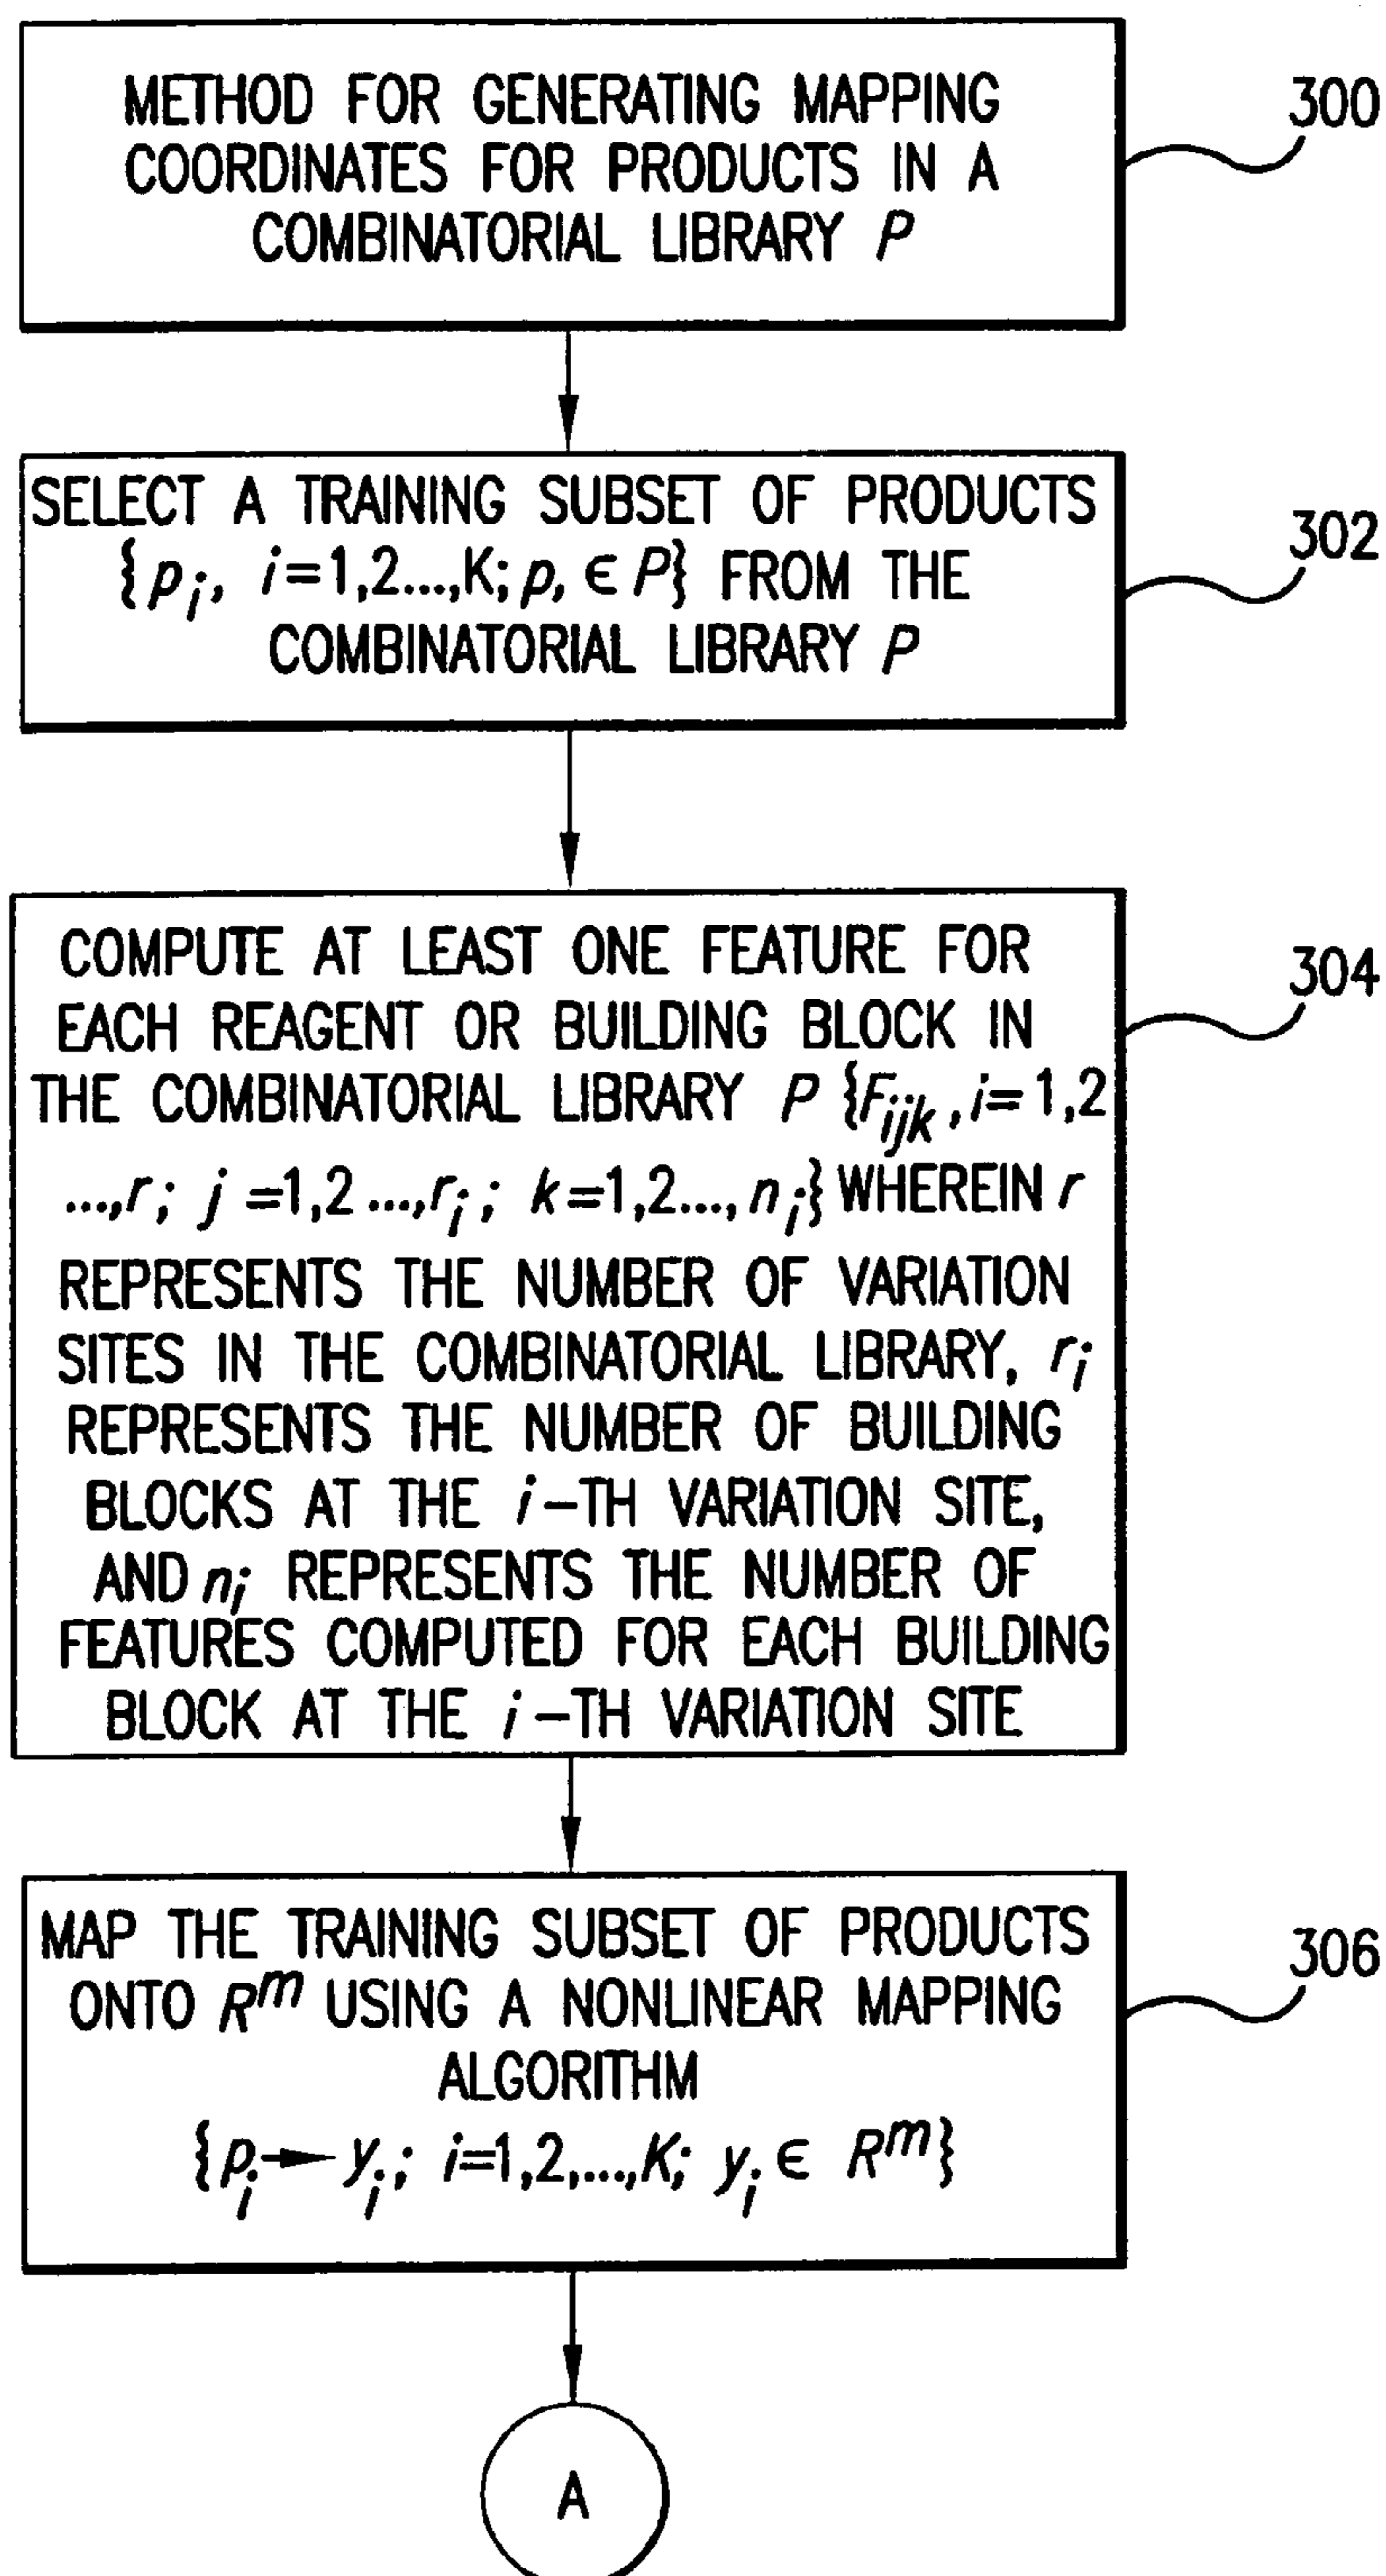 METHOD FOR GENERATING MAPPING
COORDINATES FOR PRODUCTS IN A
COMBINATORIAL LIBRARY P
300
SELECT A TRAINING SUBSET OF PRODUCTS
{p_i, i=1,2...,K; p, ∈ P} FROM THE
COMBINATORIAL LIBRARY P
302
COMPUTE AT LEAST ONE FEATURE FOR
EACH REAGENT OR BUILDING BLOCK IN
THE COMBINATORIAL LIBRARY P {F_ijk, i=1,2
...,r; j=1,2...,r_i; k=1,2...,n_i} WHEREIN r
REPRESENTS THE NUMBER OF VARIATION
SITES IN THE COMBINATORIAL LIBRARY, r_i
REPRESENTS THE NUMBER OF BUILDING
BLOCKS AT THE i-TH VARIATION SITE,
AND n_i REPRESENTS THE NUMBER OF
FEATURES COMPUTED FOR EACH BUILDING
BLOCK AT THE i-TH VARIATION SITE
304
MAP THE TRAINING SUBSET OF PRODUCTS
ONTO R^m USING A NONLINEAR MAPPING
ALGORITHM
{p_i → y_i; i=1,2,...,K; y_i ∈ R^m}
306
A